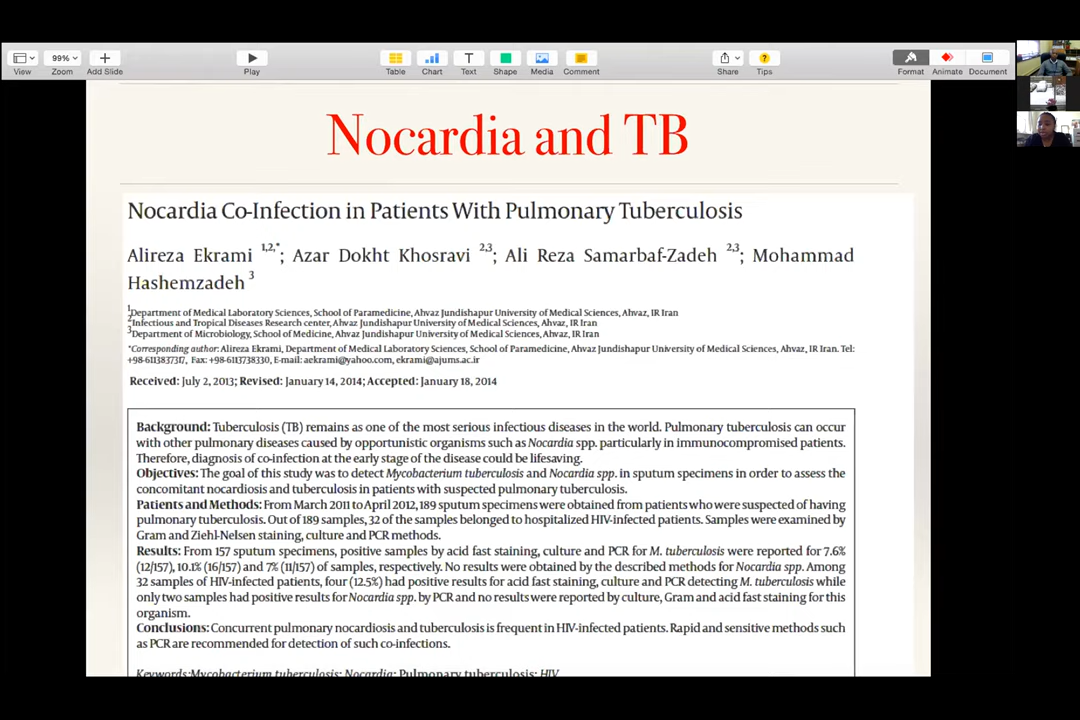 99%
View
Zoom
Add Slide
Play
Table
Chart
Text
Shape
Media
Comment
Share
Tips
Format
Animate
Document
Nocardia and TB
Nocardia Co-Infection in Patients With Pulmonary Tuberculosis
Alireza Ekrami 1,2,*; Azar Dokht Khosravi 2,3; Ali Reza Samarbaf-Zadeh 2,3; Mohammad
Hashemzadeh 3
1Department of Medical Laboratory Sciences, School of Paramedicine, Ahvaz Jundishapur University of Medical Sciences, Ahvaz, IR Iran
2Infectious and Tropical Diseases Research center, Ahvaz Jundishapur University of Medical Sciences, Ahvaz, IR Iran
3Department of Microbiology, School of Medicine, Ahvaz Jundishapur University of Medical Sciences, Ahvaz, IR Iran
*Corresponding author: Alireza Ekrami, Department of Medical Laboratory Sciences, School of Paramedicine, Ahvaz Jundishapur University of Medical Sciences, Ahvaz, IR Iran. Tel:
+98-6113837317, Fax: +98-6113738330, E-mail: aekrami@yahoo.com, ekrami@ajums.ac.ir
Received: July 2, 2013; Revised: January 14, 2014; Accepted: January 18, 2014
Background: Tuberculosis (TB) remains as one of the most serious infectious diseases in the world. Pulmonary tuberculosis can occur
with other pulmonary diseases caused by opportunistic organisms such as Nocardia spp. particularly in immunocompromised patients.
Therefore, diagnosis of co-infection at the early stage of the disease could be lifesaving.
Objectives: The goal of this study was to detect Mycobacterium tuberculosis and Nocardia spp. in sputum specimens in order to assess the
concomitant nocardiosis and tuberculosis in patients with suspected pulmonary tuberculosis.
Patients and Methods: From March 2011 to April 2012, 189 sputum specimens were obtained from patients who were suspected of having
pulmonary tuberculosis. Out of 189 samples, 32 of the samples belonged to hospitalized HIV-infected patients. Samples were examined by
Gram and Ziehl-Nelsen staining, culture and PCR methods.
Results: From 157 sputum specimens, positive samples by acid fast staining, culture and PCR for M. tuberculosis were reported for 7.6%
(12/157), 10.1% (16/157) and 7% (11/157) of samples, respectively. No results were obtained by the described methods for Nocardia spp. Among
32 samples of HIV-infected patients, four (12.5%) had positive results for acid fast staining, culture and PCR detecting M. tuberculosis while
only two samples had positive results for Nocardia spp. by PCR and no results were reported by culture, Gram and acid fast staining for this
organism.
Conclusions: Concurrent pulmonary nocardiosis and tuberculosis is frequent in HIV-infected patients. Rapid and sensitive methods such
as PCR are recommended for detection of such co-infections.
Keywords: Mycobacterium tuberculosis; Nocardia; Pulmonary tuberculosis; HIV